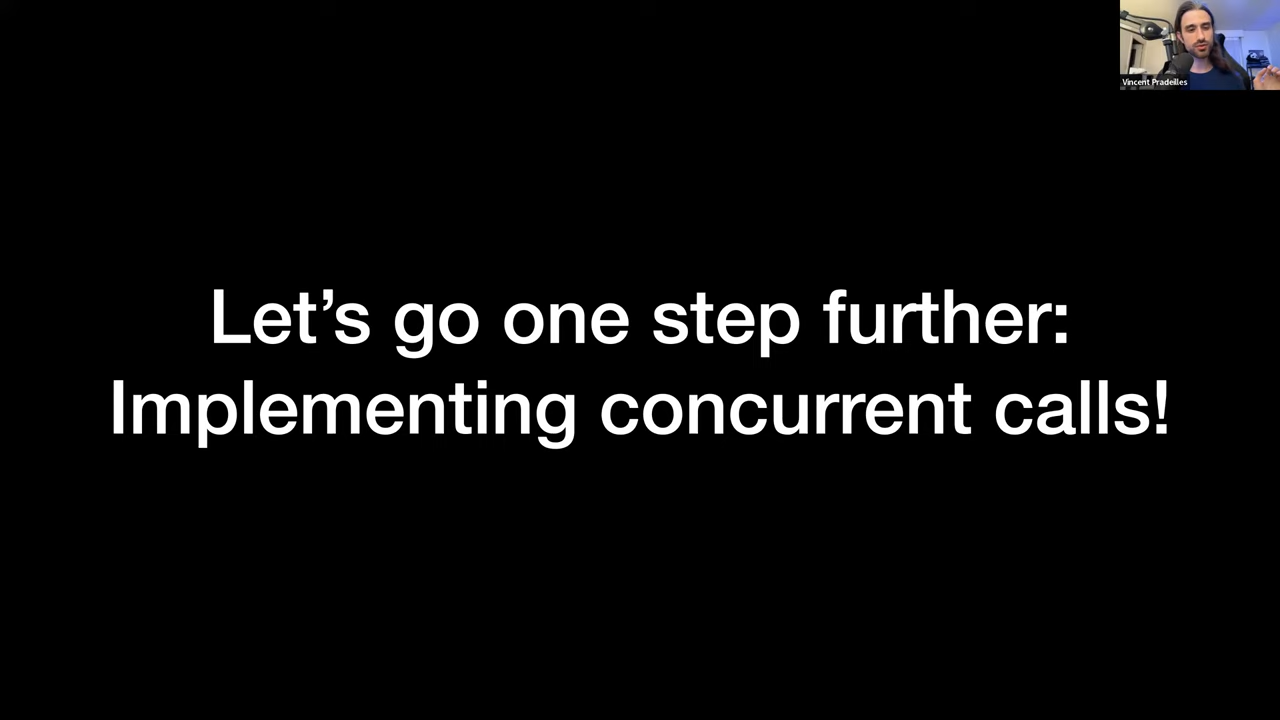 Vincent Pradeilles
Let’s go one step further:
Implementing concurrent calls!